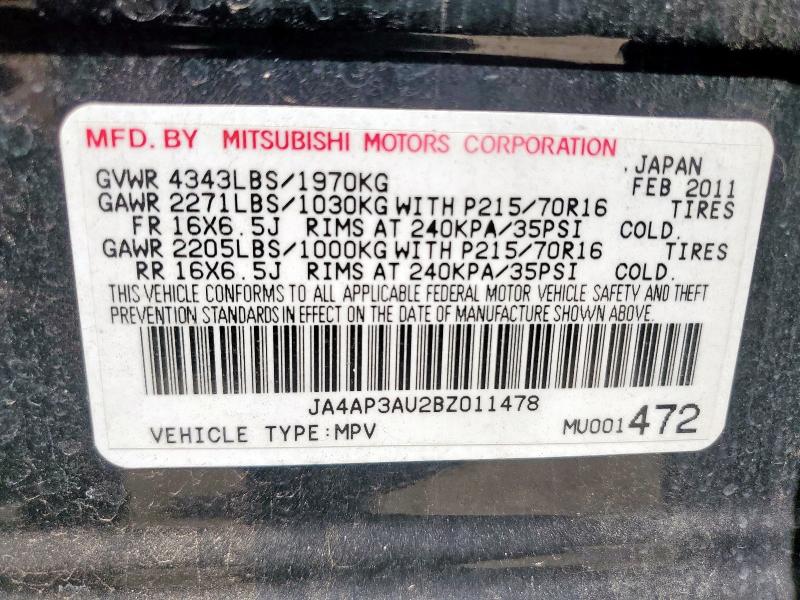 MFD. BY MITSUBISHI MOTORS CORPORATION
, JAPAN
GVWR 4343LBS/1970KG FEB 2011
GAWR 2271LBS/1030KG WITH P215/70R16 TIRES
FR 16X6.5J RIMS AT 240KPA/35PSI COLD.
GAWR 2205LBS/1000KG WITH P215/70R16 TIRES
RR 16X6.5J RIMS AT 240KPA/35PSI COLD.
THIS VEHICLE CONFORMS TO ALL APPLICABLE FEDERAL MOTOR VEHICLE SAFETY AND THEFT
PREVENTION STANDARDS IN EFFECT ON THE DATE OF MANUFACTURE SHOWN ABOVE.
JA4AP3AU2BZ011478
VEHICLE TYPE:MPV MU001472